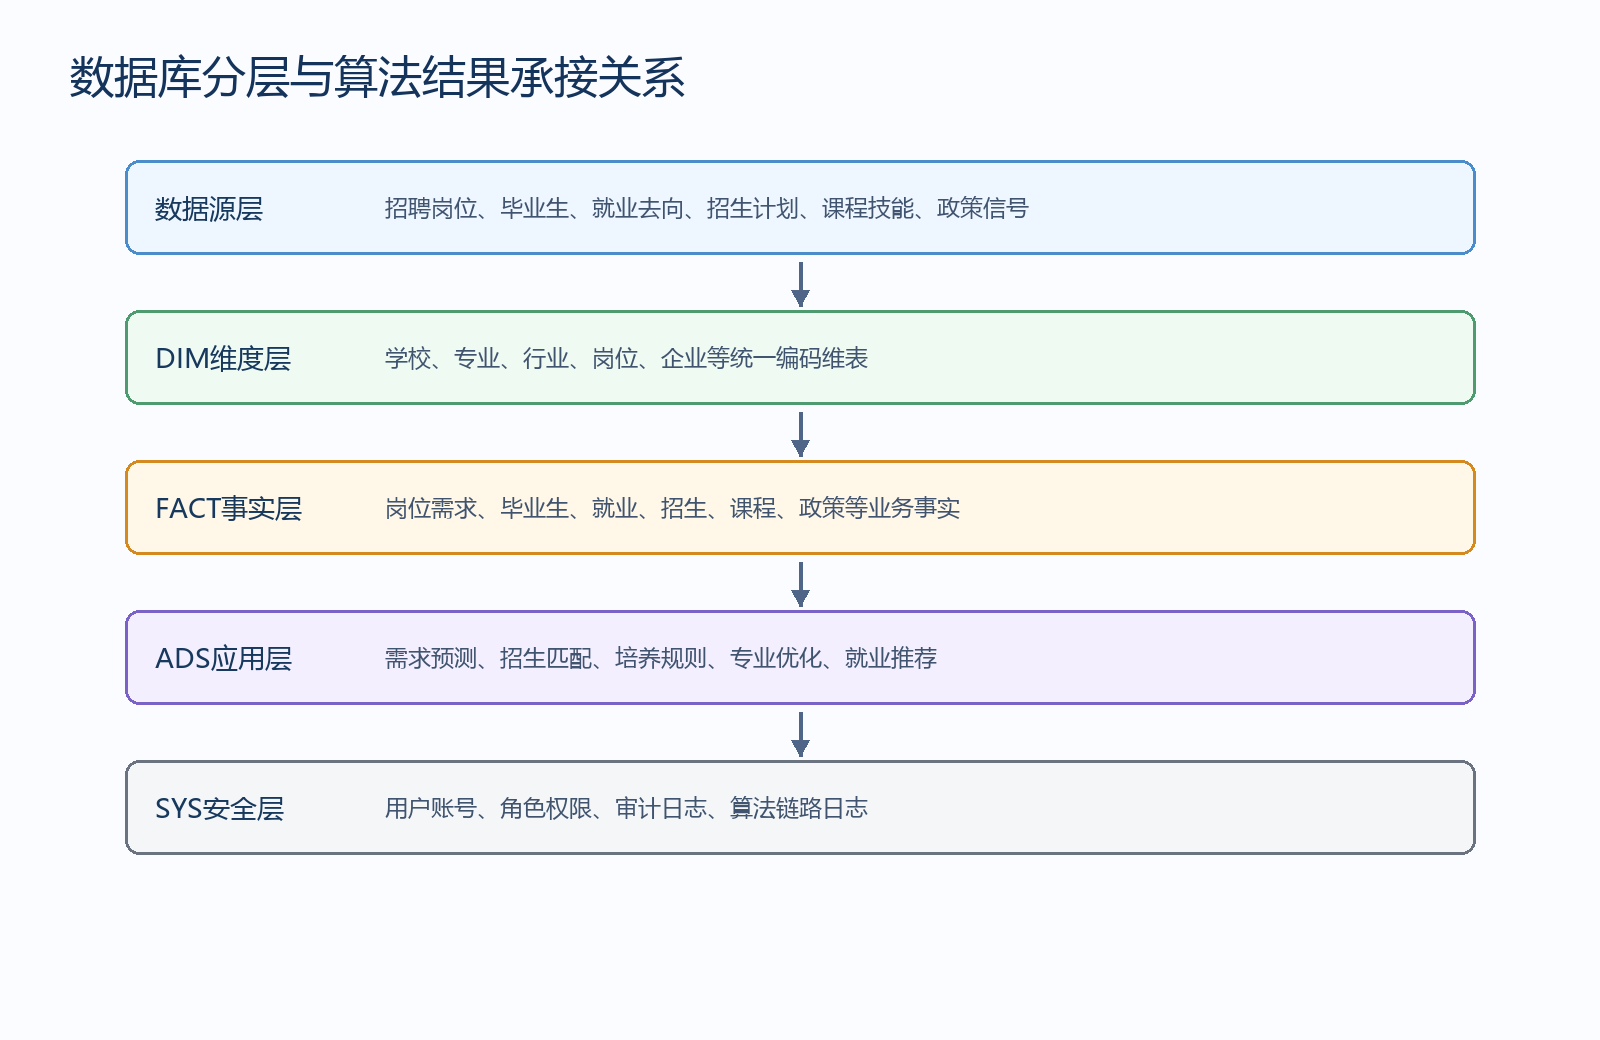 数据库分层与算法结果承接关系
数据源层 招聘岗位、毕业生、就业去向、招生计划、课程技能、政策信号
DIM维度层 学校、专业、行业、岗位、企业等统一编码维表
FACT事实层 岗位需求、毕业生、就业、招生、课程、政策等业务事实
ADS应用层 需求预测、招生匹配、培养规则、专业优化、就业推荐
SYS安全层 用户账号、角色权限、审计日志、算法链路日志